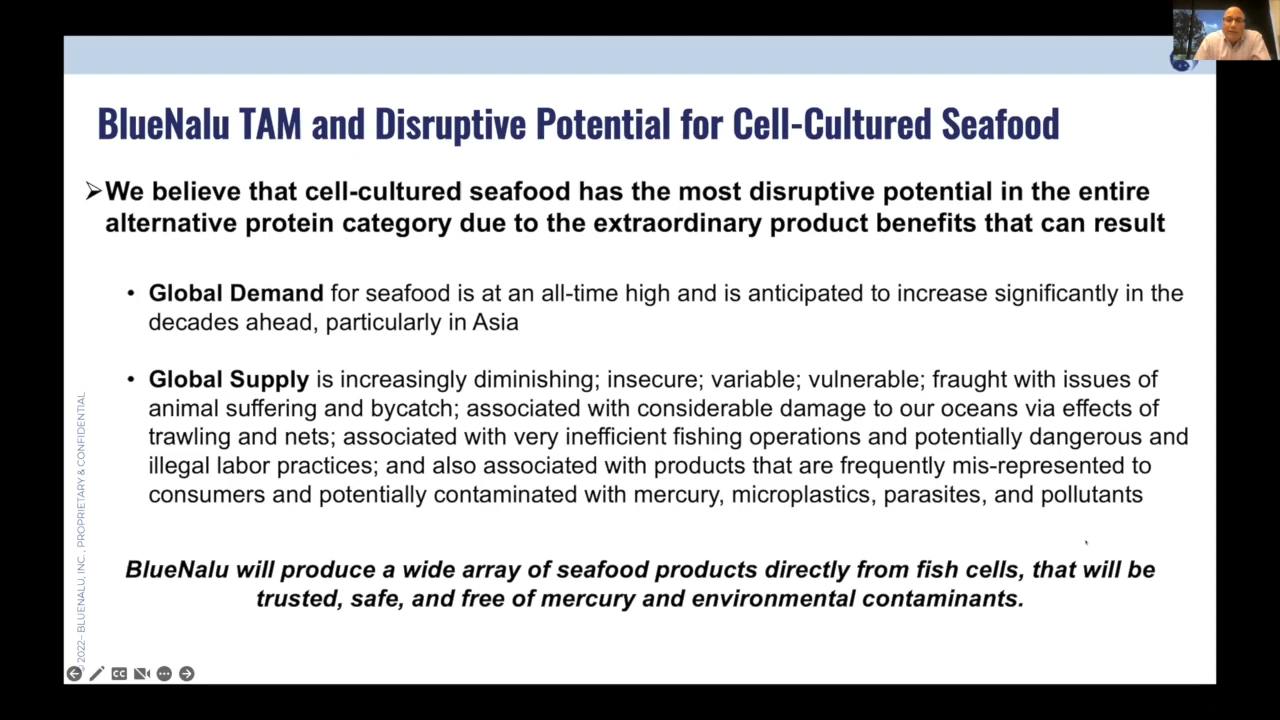 BlueNalu TAM and Disruptive Potential for Cell-Cultured Seafood
➢We believe that cell-cultured seafood has the most disruptive potential in the entire
alternative protein category due to the extraordinary product benefits that can result
• Global Demand for seafood is at an all-time high and is anticipated to increase significantly in the
decades ahead, particularly in Asia
• Global Supply is increasingly diminishing; insecure; variable; vulnerable; fraught with issues of
animal suffering and bycatch; associated with considerable damage to our oceans via effects of
trawling and nets; associated with very inefficient fishing operations and potentially dangerous and
illegal labor practices; and also associated with products that are frequently mis-represented to
consumers and potentially contaminated with mercury, microplastics, parasites, and pollutants
BlueNalu will produce a wide array of seafood products directly from fish cells, that will be
trusted, safe, and free of mercury and environmental contaminants.
© 2022– BLUENALU, INC., PROPRIETARY & CONFIDENTIAL
CC